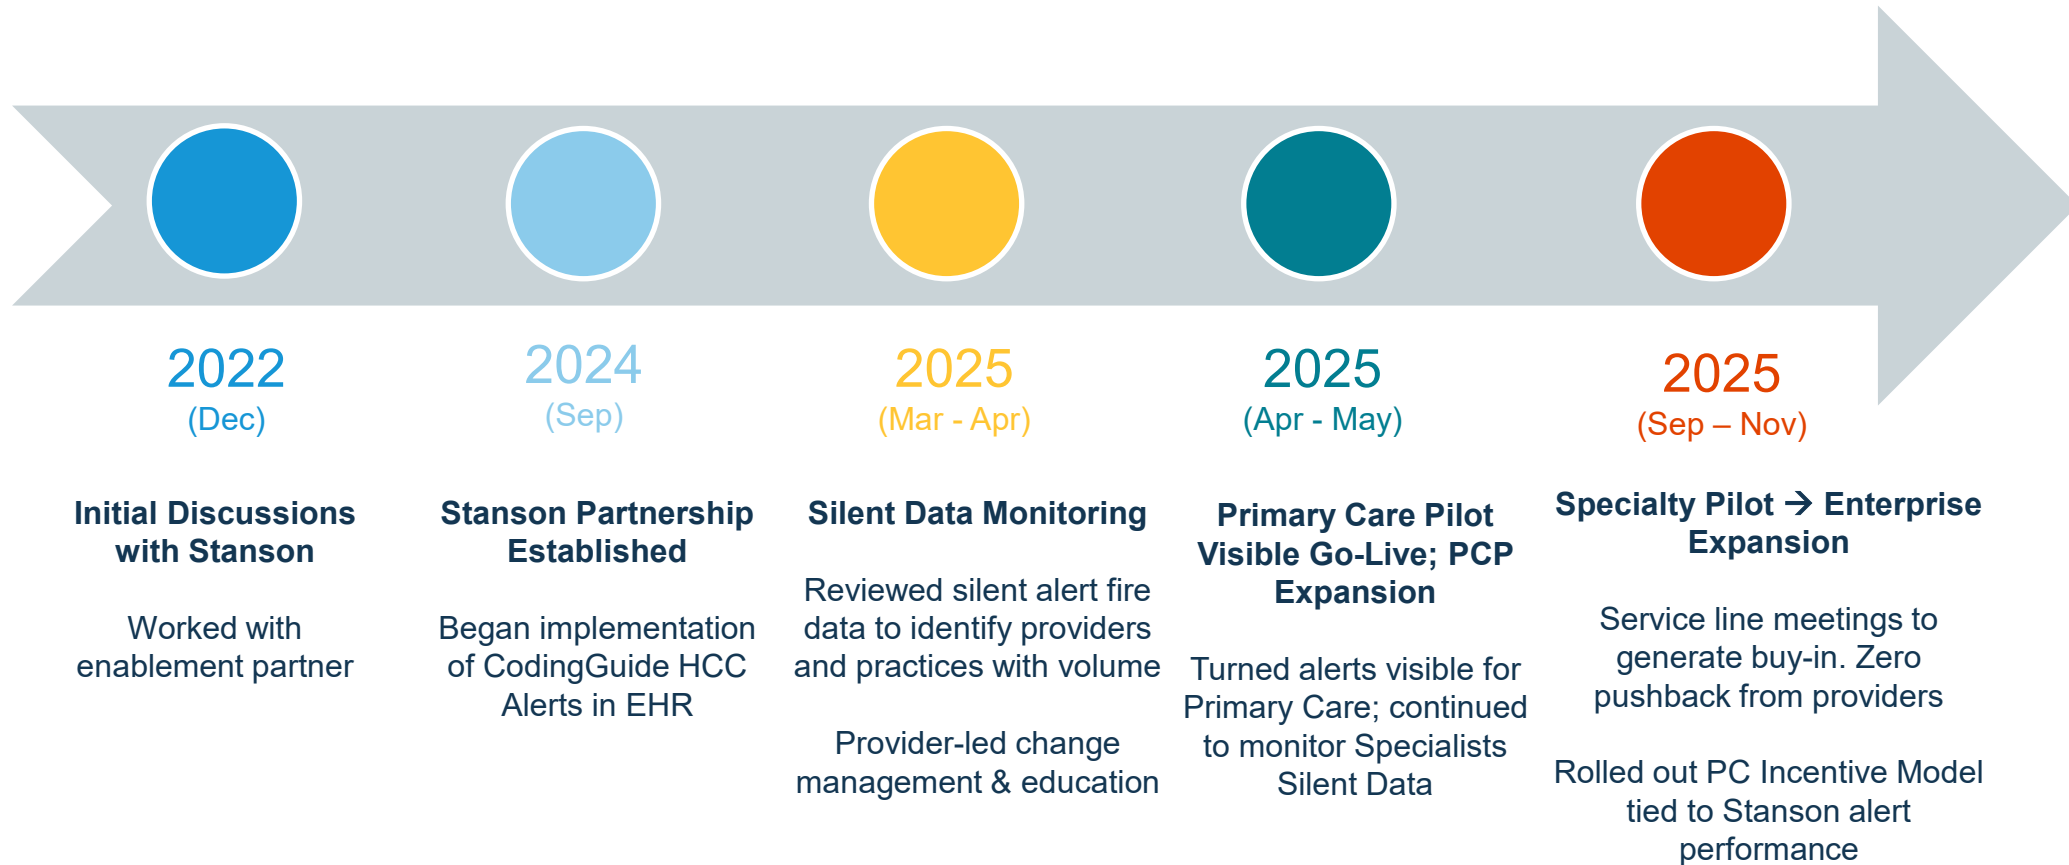 2022
(Dec)
Initial Discussions
with Stanson
Worked with
enablement partner
2024
(Sep)
Stanson Partnership
Established
Began implementation
of CodingGuide HCC
Alerts in EHR
2025
(Mar - Apr)
Silent Data Monitoring
Reviewed silent alert fire
data to identify providers
and practices with volume
Provider-led change
management & education
2025
(Apr - May)
Primary Care Pilot
Visible Go-Live; PCP
Expansion
Turned alerts visible for
Primary Care; continued
to monitor Specialists
Silent Data
2025
(Sep – Nov)
Specialty Pilot → Enterprise
Expansion
Service line meetings to
generate buy-in. Zero
pushback from providers
Rolled out PC Incentive Model
tied to Stanson alert
performance